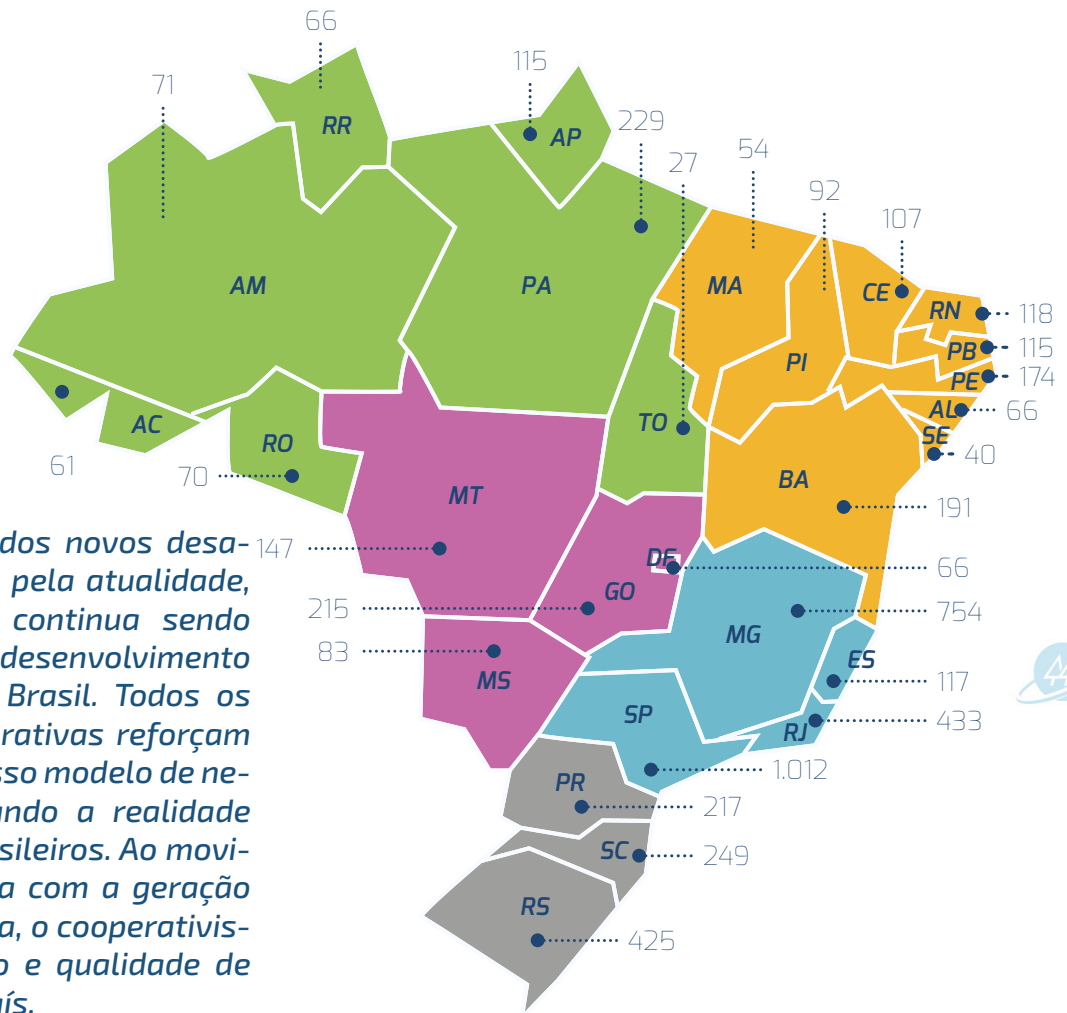 66
71
115
229
RR
AP
27
54
92
107
AM
PA
MA
CE
RN
118
PB
115
PI
PE
174
AL
66
AC
TO
SE
40
RO
61
70
MT
BA
191
dos novos desa-
147
pela atualidade,
DF
66
continua sendo
215
GO
754
desenvolvimento
83
MG
ES
Brasil. Todos os
MS
117
rativas reforçam
SP
RJ
433
sso modelo de ne-
1.012
ndo a realidade
PR
217
sileiros. Ao movi-
SC
249
a com a geração
RS
a, o cooperativis-
425
o e qualidade de
ís.